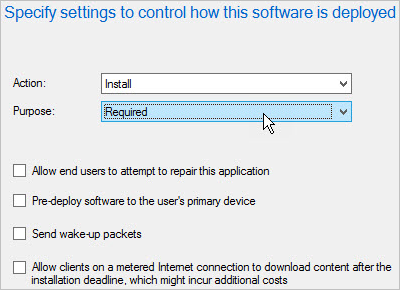 Specify settings to control how this software is deployed
Action: Install
Purpose: Required
Allow end users to attempt to repair this application
Pre-deploy software to the user's primary device
Send wake-up packets
Allow clients on a metered Internet connection to download content after the
installation deadline, which might incur additional costs